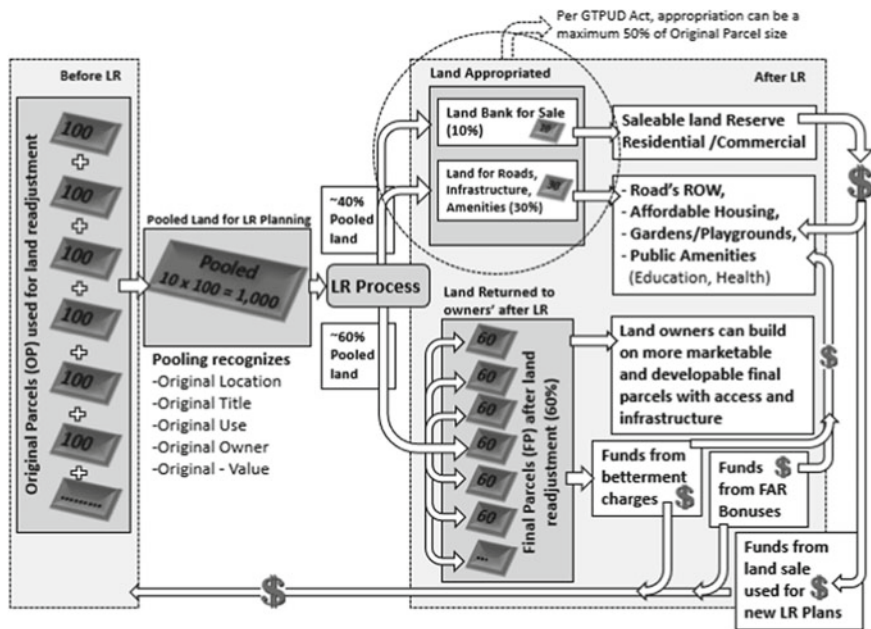 Per GTPUD Act, appropriation can be a
maximum 50% of Original Parcel size
Before LR
Original Parcels (OP) used for land readjustment
100
+
100
+
100
+
100
+
100
+
100
+
.........
Pooled Land for LR Planning
Pooled
10 x 100 = 1,000
Pooling recognizes
-Original Location
-Original Title
-Original Use
-Original Owner
-Original - Value
~40%
Pooled
land
LR Process
~60%
Pooled
land
After LR
Land Appropriated
Land Bank for Sale
(10%)
10
Land for Roads,
Infrastructure,
Amenities (30%)
30
Saleable land Reserve
Residential /Commercial
$
- Road's ROW,
- Affordable Housing,
- Gardens/Playgrounds,
- Public Amenities
(Education, Health)
Land Returned to
owners' after LR
60
60
60
60
60
60
...
Final Parcels (FP) after land
readjustment (60%)
Land owners can build
on more marketable
and developable final
parcels with access and
infrastructure
$
Funds from
betterment
charges $
Funds $
from FAR
Bonuses
Funds from
land sale
used for $
new LR Plans
$